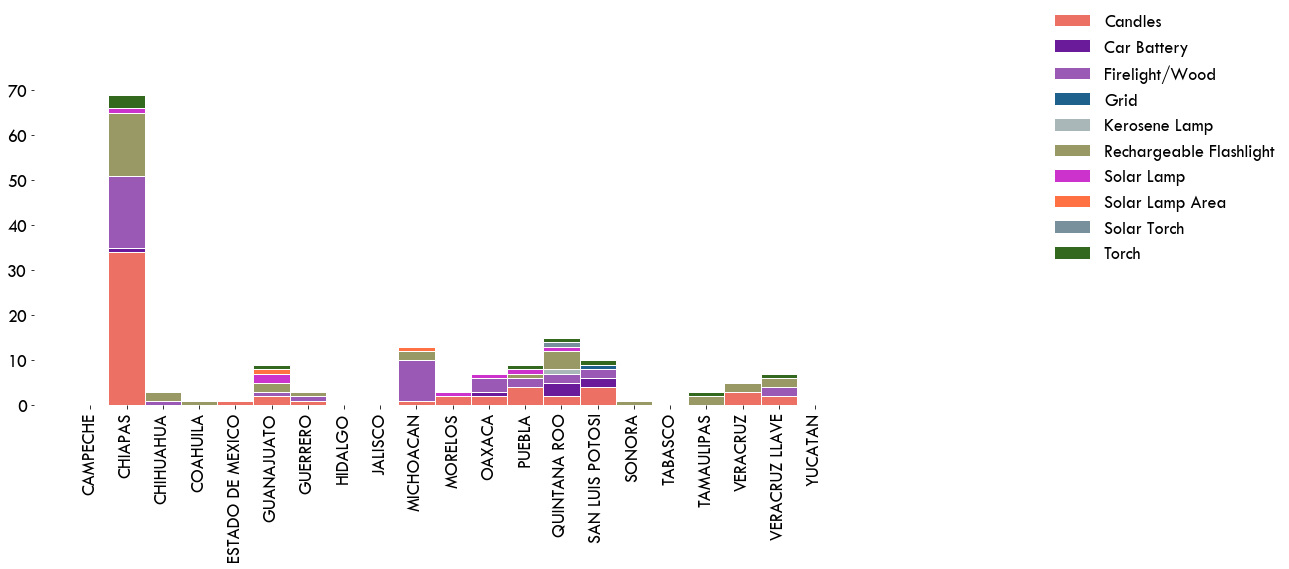 Candles
Car Battery
Firelight/Wood
Grid
Kerosene Lamp
Rechargeable Flashlight
Solar Lamp
Solar Lamp Area
Solar Torch
Torch
70
60
50
40
30
20
10
0
CAMPECHE
CHIAPAS
CHIHUAHUA
COAHUILA
ESTADO DE MEXICO
GUANAJUATO
GUERRERO
HIDALGO
JALISCO
MICHOACAN
MORELOS
OAXACA
PUEBLA
QUINTANA ROO
SAN LUIS POTOSI
SONORA
TABASCO
TAMAULIPAS
VERACRUZ
VERACRUZ LLAVE
YUCATAN